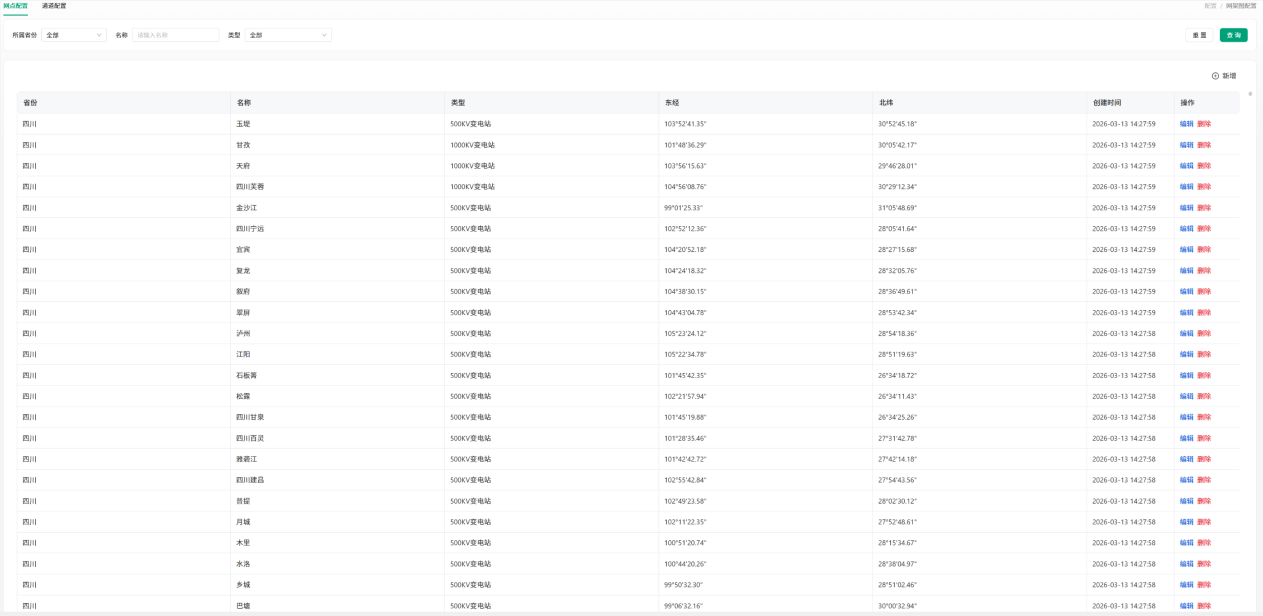 网点配置 通道配置 配置 / 网架图配置
所属省份 全部 名称 请输入名称 类型 全部 重置 查询
新增
省份 名称 类型 东经 北纬 创建时间 操作
四川 玉堤 500KV变电站 103°52'41.35" 30°52'45.18" 2026-03-13 14:27:59 编辑 删除
四川 甘孜 1000KV变电站 101°48'36.29" 30°05'42.17" 2026-03-13 14:27:59 编辑 删除
四川 天府 1000KV变电站 103°56'15.63" 29°46'28.01" 2026-03-13 14:27:59 编辑 删除
四川 四川芙蓉 1000KV变电站 104°56'08.76" 30°29'12.34" 2026-03-13 14:27:59 编辑 删除
四川 金沙江 500KV变电站 99°01'25.33" 31°05'48.69" 2026-03-13 14:27:59 编辑 删除
四川 四川宁远 500KV变电站 102°52'12.36" 28°05'41.64" 2026-03-13 14:27:59 编辑 删除
四川 宜宾 500KV变电站 104°20'52.18" 28°27'15.68" 2026-03-13 14:27:59 编辑 删除
四川 复龙 500KV变电站 104°24'18.32" 28°32'05.76" 2026-03-13 14:27:59 编辑 删除
四川 叙府 500KV变电站 104°38'30.15" 28°36'49.61" 2026-03-13 14:27:59 编辑 删除
四川 翠屏 500KV变电站 104°43'04.78" 28°53'42.34" 2026-03-13 14:27:59 编辑 删除
四川 泸州 500KV变电站 105°23'24.12" 28°54'18.36" 2026-03-13 14:27:58 编辑 删除
四川 江阳 500KV变电站 105°22'34.78" 28°51'19.63" 2026-03-13 14:27:58 编辑 删除
四川 石板箐 500KV变电站 101°45'42.35" 26°34'18.72" 2026-03-13 14:27:58 编辑 删除
四川 松露 500KV变电站 102°21'57.94" 26°34'11.43" 2026-03-13 14:27:58 编辑 删除
四川 四川甘泉 500KV变电站 101°45'19.88" 26°34'25.26" 2026-03-13 14:27:58 编辑 删除
四川 四川百灵 500KV变电站 101°28'35.46" 27°31'42.78" 2026-03-13 14:27:58 编辑 删除
四川 雅砻江 500KV变电站 101°42'42.72" 27°42'14.18" 2026-03-13 14:27:58 编辑 删除
四川 四川建昌 500KV变电站 102°55'42.84" 27°54'43.56" 2026-03-13 14:27:58 编辑 删除
四川 普提 500KV变电站 102°49'23.58" 28°02'30.12" 2026-03-13 14:27:58 编辑 删除
四川 月城 500KV变电站 102°11'22.35" 27°52'48.61" 2026-03-13 14:27:58 编辑 删除
四川 木里 500KV变电站 100°51'20.74" 28°15'34.67" 2026-03-13 14:27:58 编辑 删除
四川 水洛 500KV变电站 100°44'20.26" 28°38'04.97" 2026-03-13 14:27:58 编辑 删除
四川 乡城 500KV变电站 99°50'32.30" 28°51'02.46" 2026-03-13 14:27:58 编辑 删除
四川 巴塘 500KV变电站 99°06'32.16" 30°00'32.94" 2026-03-13 14:27:58 编辑 删除